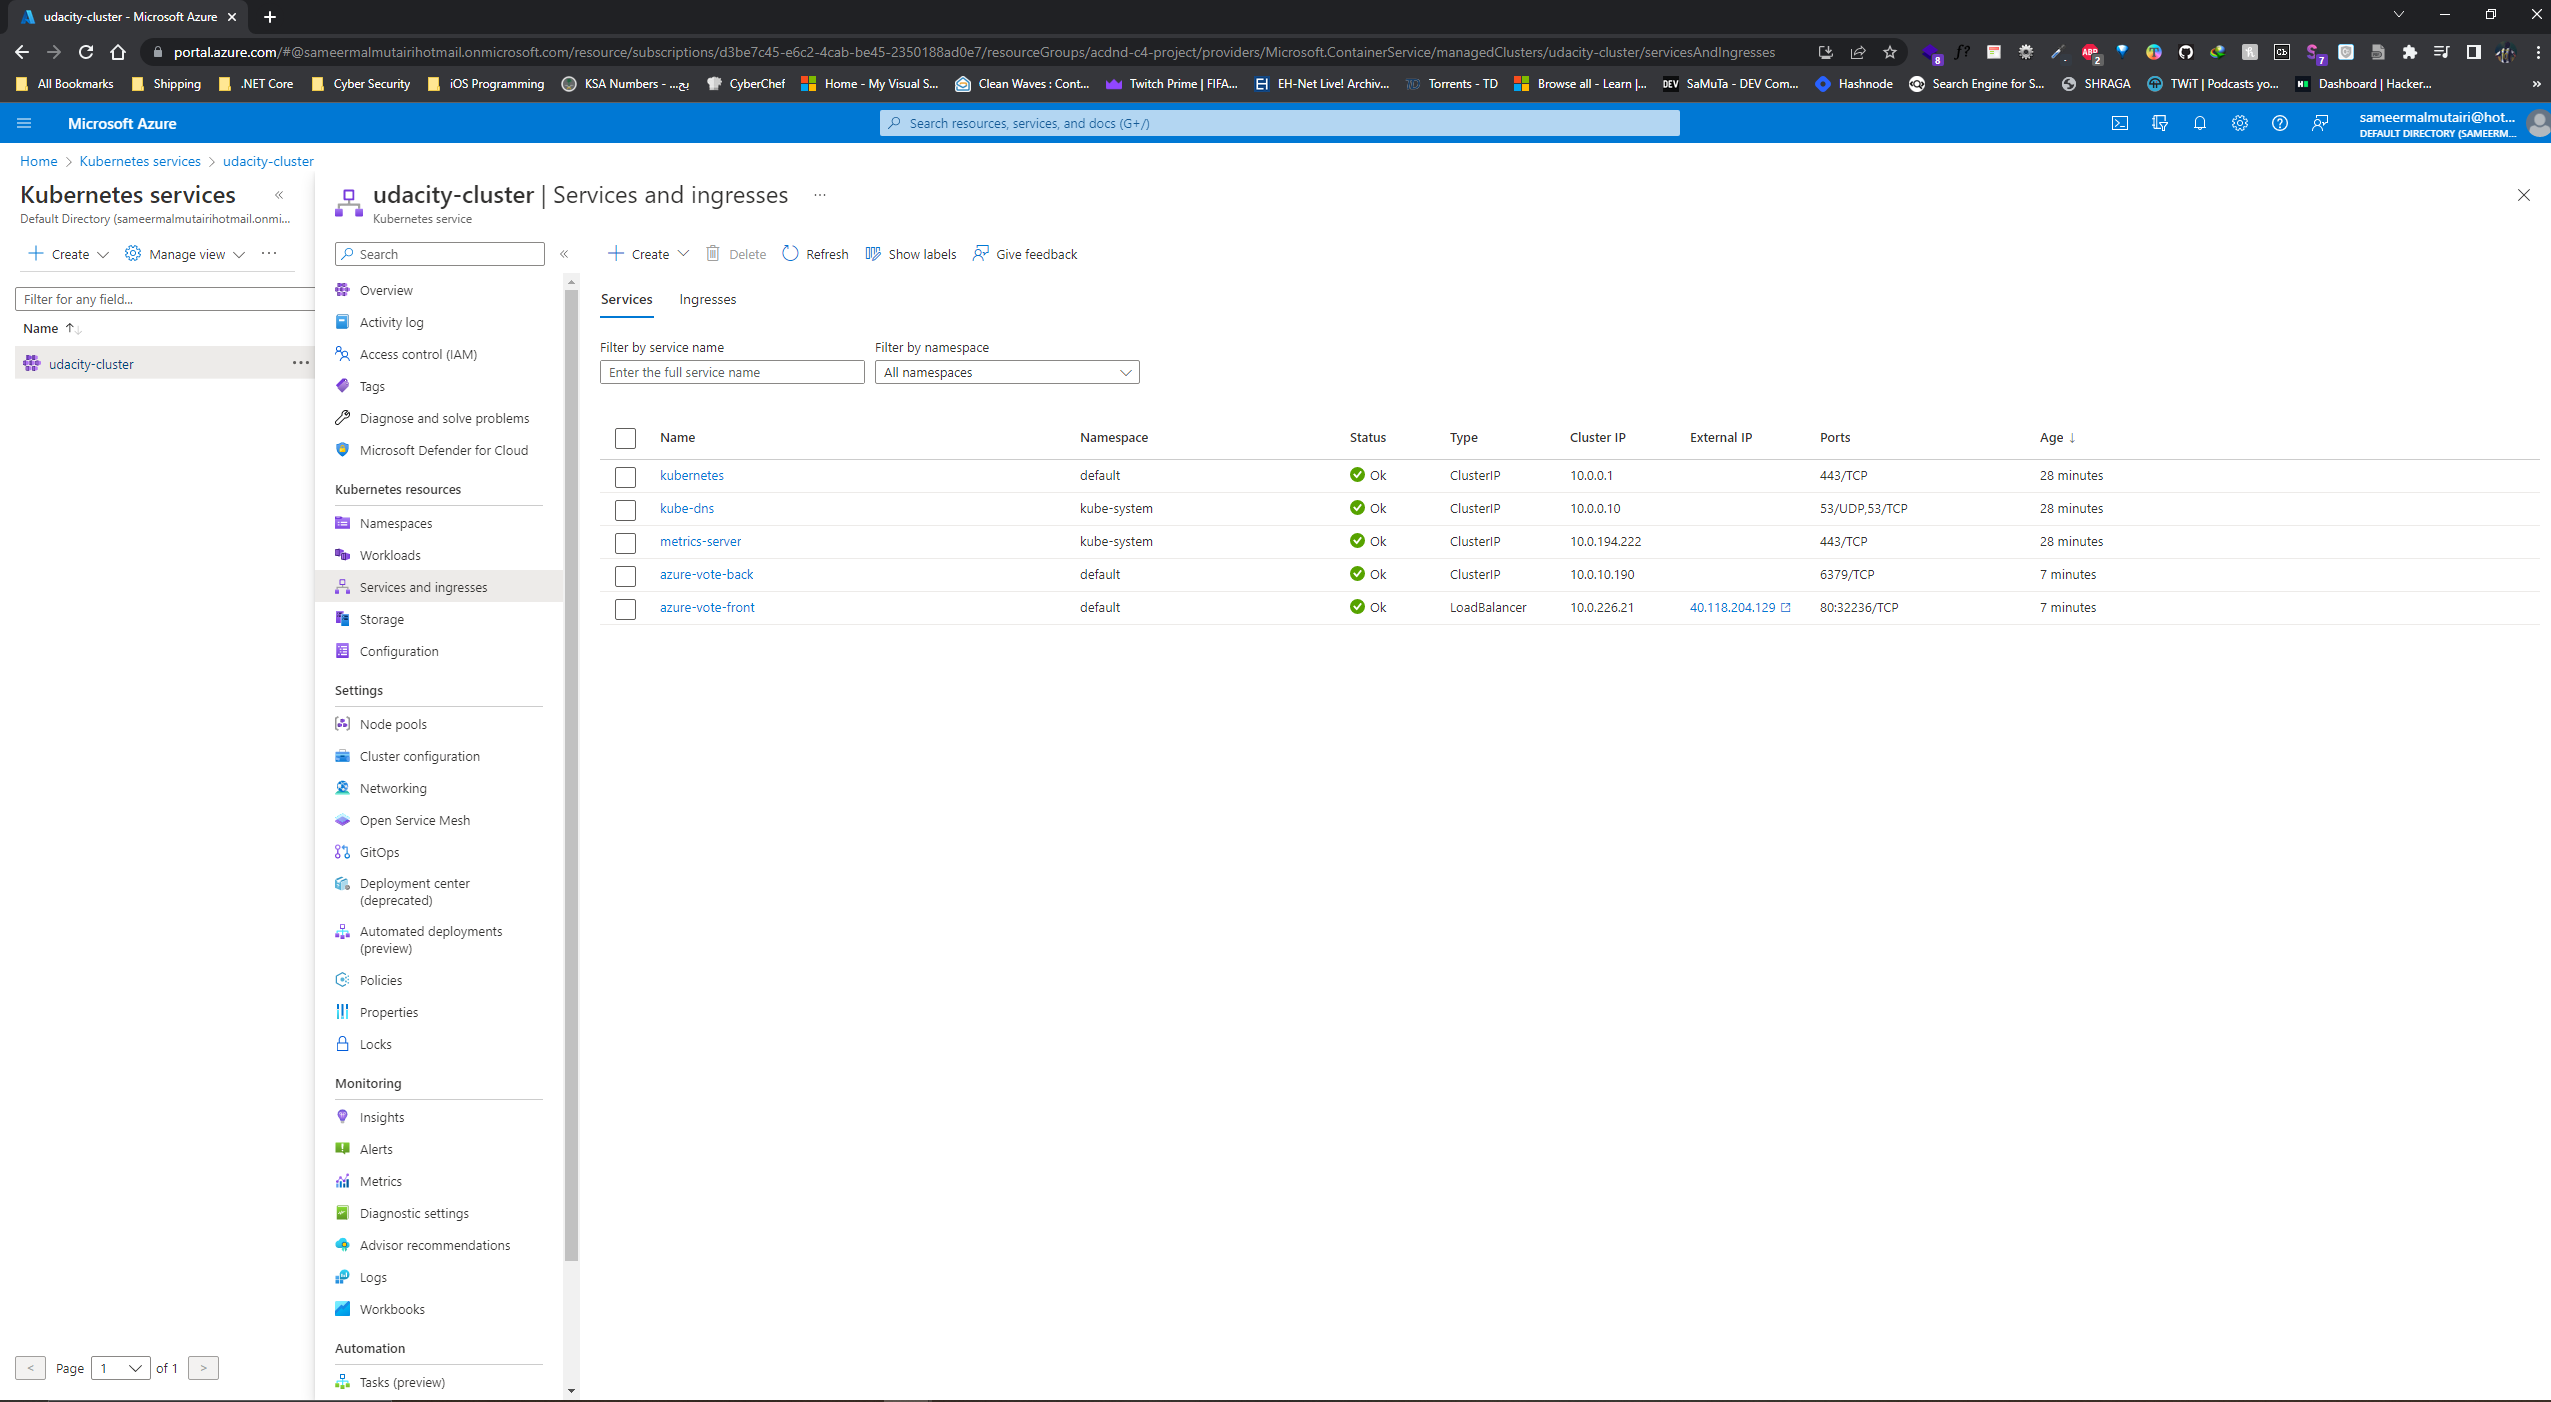 udacity-cluster - Microsoft Azure
portal.azure.com/#@sameermalmutairihotmail.onmicrosoft.com/resource/subscriptions/d3be7c45-e6c2-4cab-be45-2350188ad0e7/resourceGroups/acdnd-c4-project/providers/Microsoft.ContainerService/managedClusters/udacity-cluster/servicesAndIngresses
8 f? ABP 2 Cb S 7
All Bookmarks Shipping .NET Core Cyber Security iOS Programming KSA Numbers - ...يج CyberChef Home - My Visual S... Clean Waves : Cont... Twitch Prime | FIFA... EH-Net Live! Archiv... Torrents - TD Browse all - Learn |... DEV SaMuTa - DEV Com... Hashnode Search Engine for S... SHRAGA TWiT | Podcasts yo... Dashboard | Hacker... »
Microsoft Azure
Search resources, services, and docs (G+/)
sameermalmutairi@hot...
DEFAULT DIRECTORY (SAMEERM...
Home > Kubernetes services > udacity-cluster
Kubernetes services «
Default Directory (sameermalmutairihotmail.onmi...
+ Create Manage view ...
Filter for any field...
Name ↑↓
udacity-cluster ...
< Page 1 of 1 >
udacity-cluster | Services and ingresses ...
Kubernetes service
Search «
Overview
Activity log
Access control (IAM)
Tags
Diagnose and solve problems
Microsoft Defender for Cloud
Kubernetes resources
Namespaces
Workloads
Services and ingresses
Storage
Configuration
Settings
Node pools
Cluster configuration
Networking
Open Service Mesh
GitOps
Deployment center
(deprecated)
Automated deployments
(preview)
Policies
Properties
Locks
Monitoring
Insights
Alerts
Metrics
Diagnostic settings
Advisor recommendations
Logs
Workbooks
Automation
Tasks (preview)
+ Create Delete Refresh Show labels Give feedback
Services Ingresses
Filter by service name Filter by namespace
Enter the full service name All namespaces
Name Namespace Status Type Cluster IP External IP Ports Age ↓
kubernetes default Ok ClusterIP 10.0.0.1 443/TCP 28 minutes
kube-dns kube-system Ok ClusterIP 10.0.0.10 53/UDP,53/TCP 28 minutes
metrics-server kube-system Ok ClusterIP 10.0.194.222 443/TCP 28 minutes
azure-vote-back default Ok ClusterIP 10.0.10.190 6379/TCP 7 minutes
azure-vote-front default Ok LoadBalancer 10.0.226.21 40.118.204.129 80:32236/TCP 7 minutes